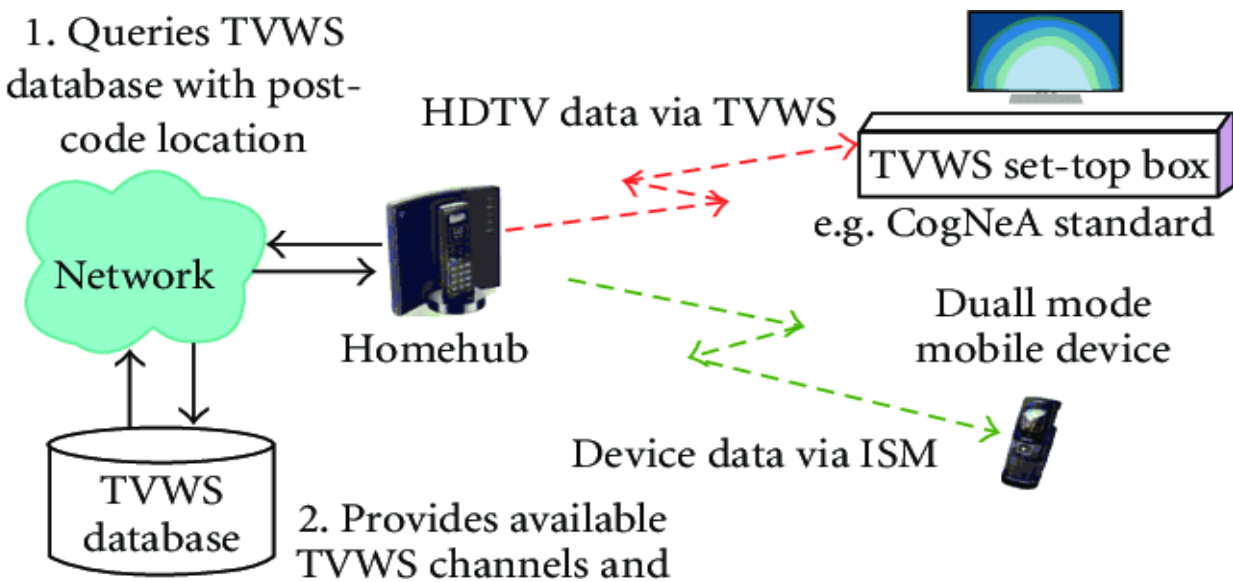 1. Queries TVWS
database with post-
code location
HDTV data via TVWS
TVWS set-top box
e.g. CogNeA standard
Network
Homehub
Duall mode
mobile device
Device data via ISM
TVWS
database
2. Provides available
TVWS channels and